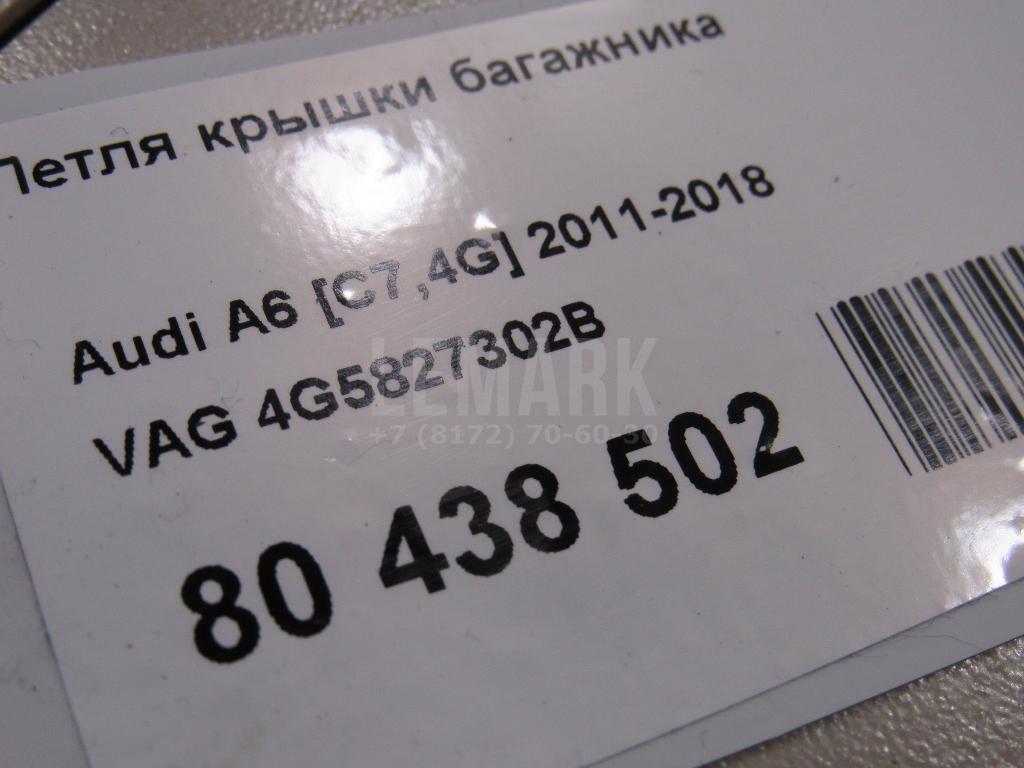 Петля крышки багажника
Audi A6 [C7,4G] 2011-2018
VAG 4G5827302B
LEMARK
+7 (8172) 70-60-30
80 438 502